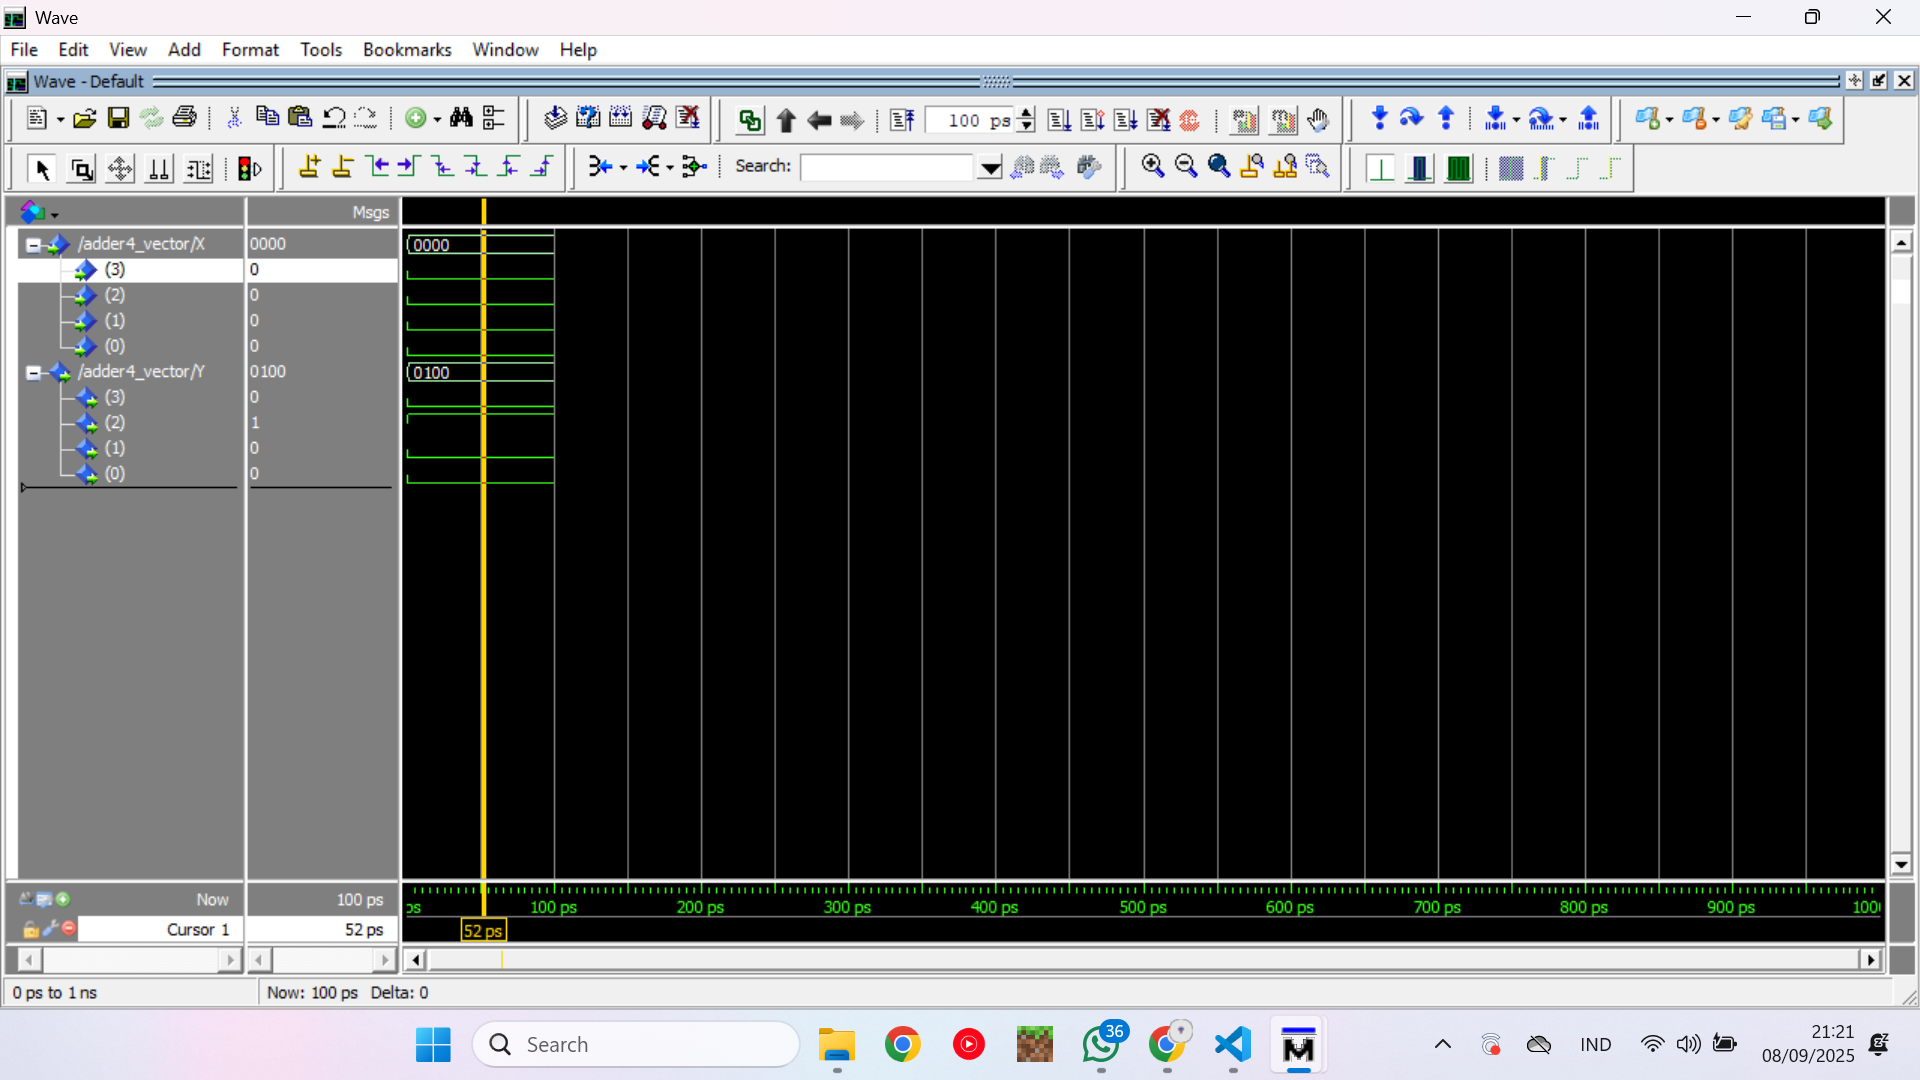 Wave
File Edit View Add Format Tools Bookmarks Window Help
Wave - Default
100 ps
Search:
Msgs
/adder4_vector/X 0000 0000
(3) 0
(2) 0
(1) 0
(0) 0
/adder4_vector/Y 0100 0100
(3) 0
(2) 1
(1) 0
(0) 0
Now 100 ps
ps 100 ps 200 ps 300 ps 400 ps 500 ps 600 ps 700 ps 800 ps 900 ps 100
Cursor 1 52 ps 52 ps
0 ps to 1 ns Now: 100 ps Delta: 0
Search 36 M IND 21:21
08/09/2025